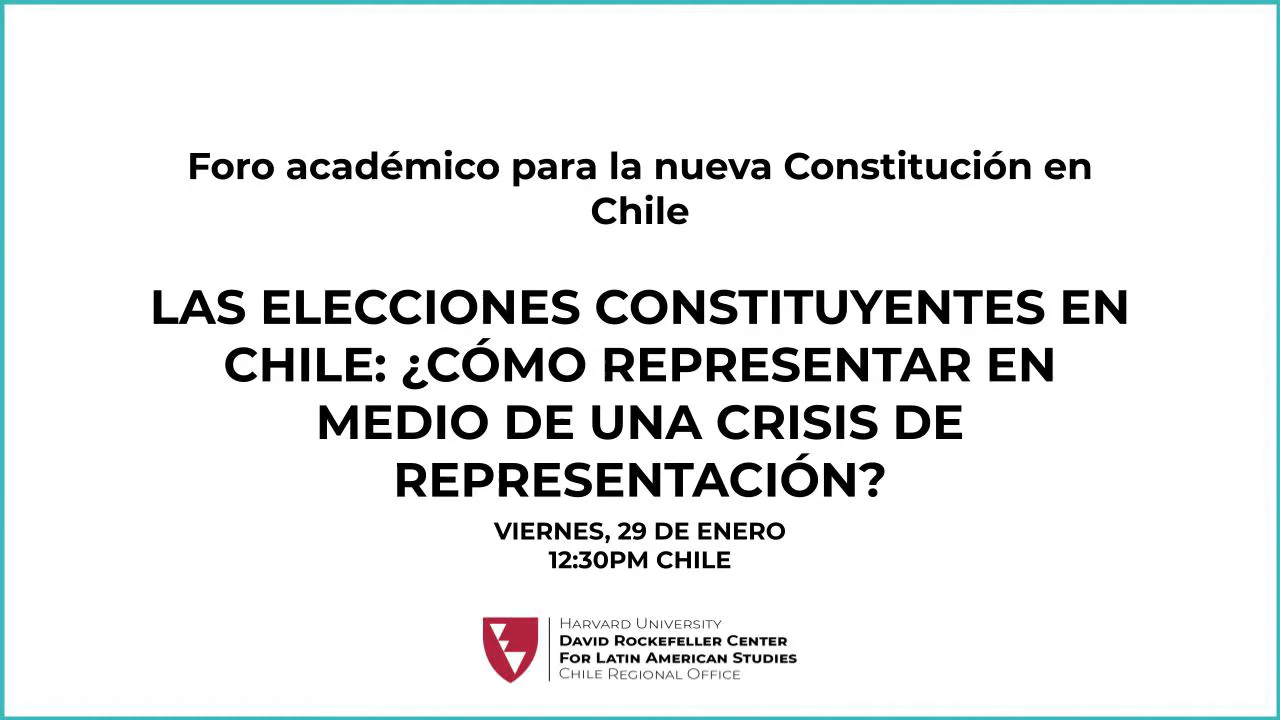 Foro académico para la nueva Constitución en
Chile
LAS ELECCIONES CONSTITUYENTES EN
CHILE: ¿CÓMO REPRESENTAR EN
MEDIO DE UNA CRISIS DE
REPRESENTACIÓN?
VIERNES, 29 DE ENERO
12:30PM CHILE
HARVARD UNIVERSITY
DAVID ROCKEFELLER CENTER
FOR LATIN AMERICAN STUDIES
CHILE REGIONAL OFFICE